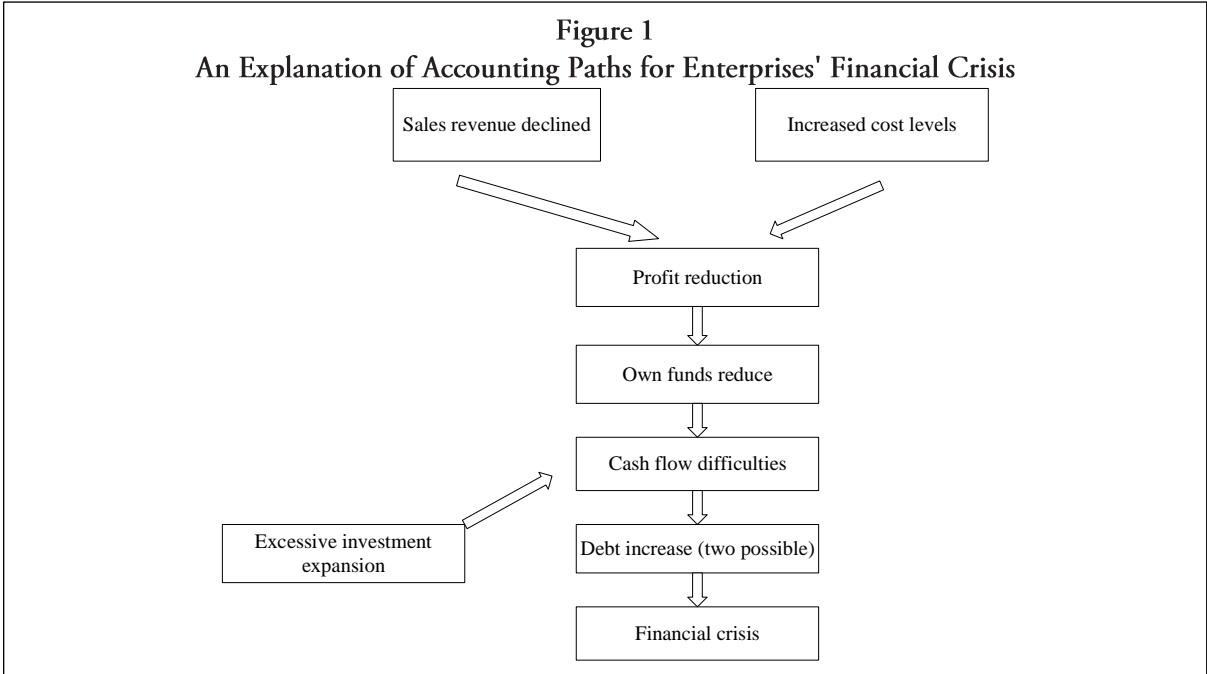 Figure 1
An Explanation of Accounting Paths for Enterprises' Financial Crisis
Sales revenue declined
Increased cost levels
Profit reduction
Own funds reduce
Cash flow difficulties
Excessive investment
expansion
Debt increase (two possible)
Financial crisis